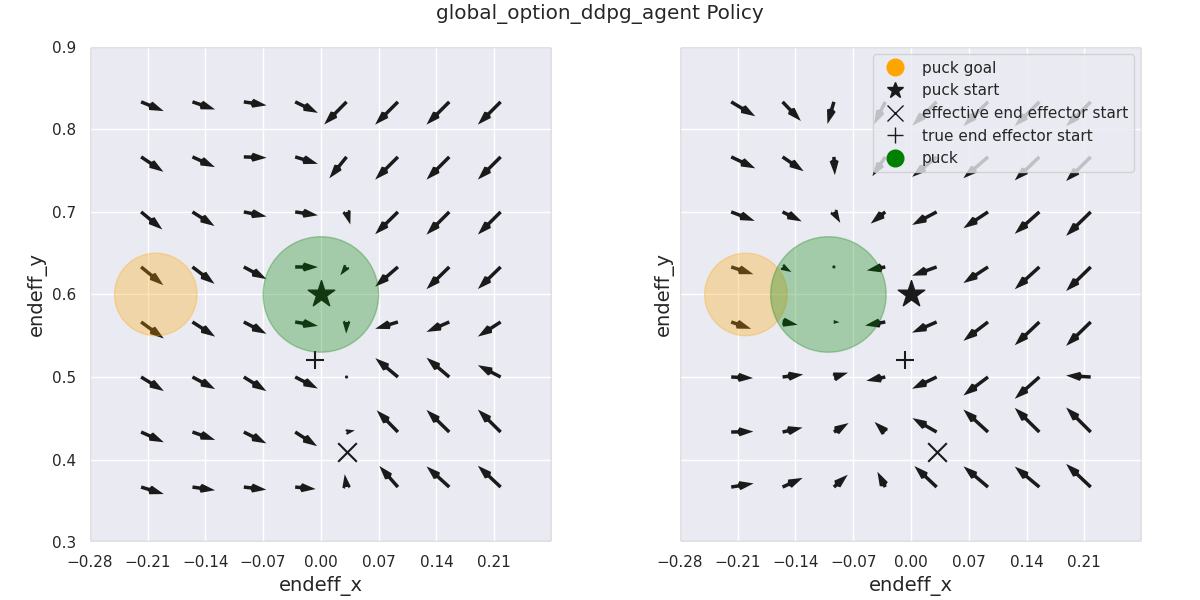 global_option_ddpg_agent Policy
0.9
0.8
0.7
0.6
0.5
0.4
0.3
endeff_y
−0.28 −0.21 −0.14 −0.07 0.00 0.07 0.14 0.21
endeff_x
puck goal
puck start
effective end effector start
true end effector start
puck
endeff_y
−0.28 −0.21 −0.14 −0.07 0.00 0.07 0.14 0.21
endeff_x